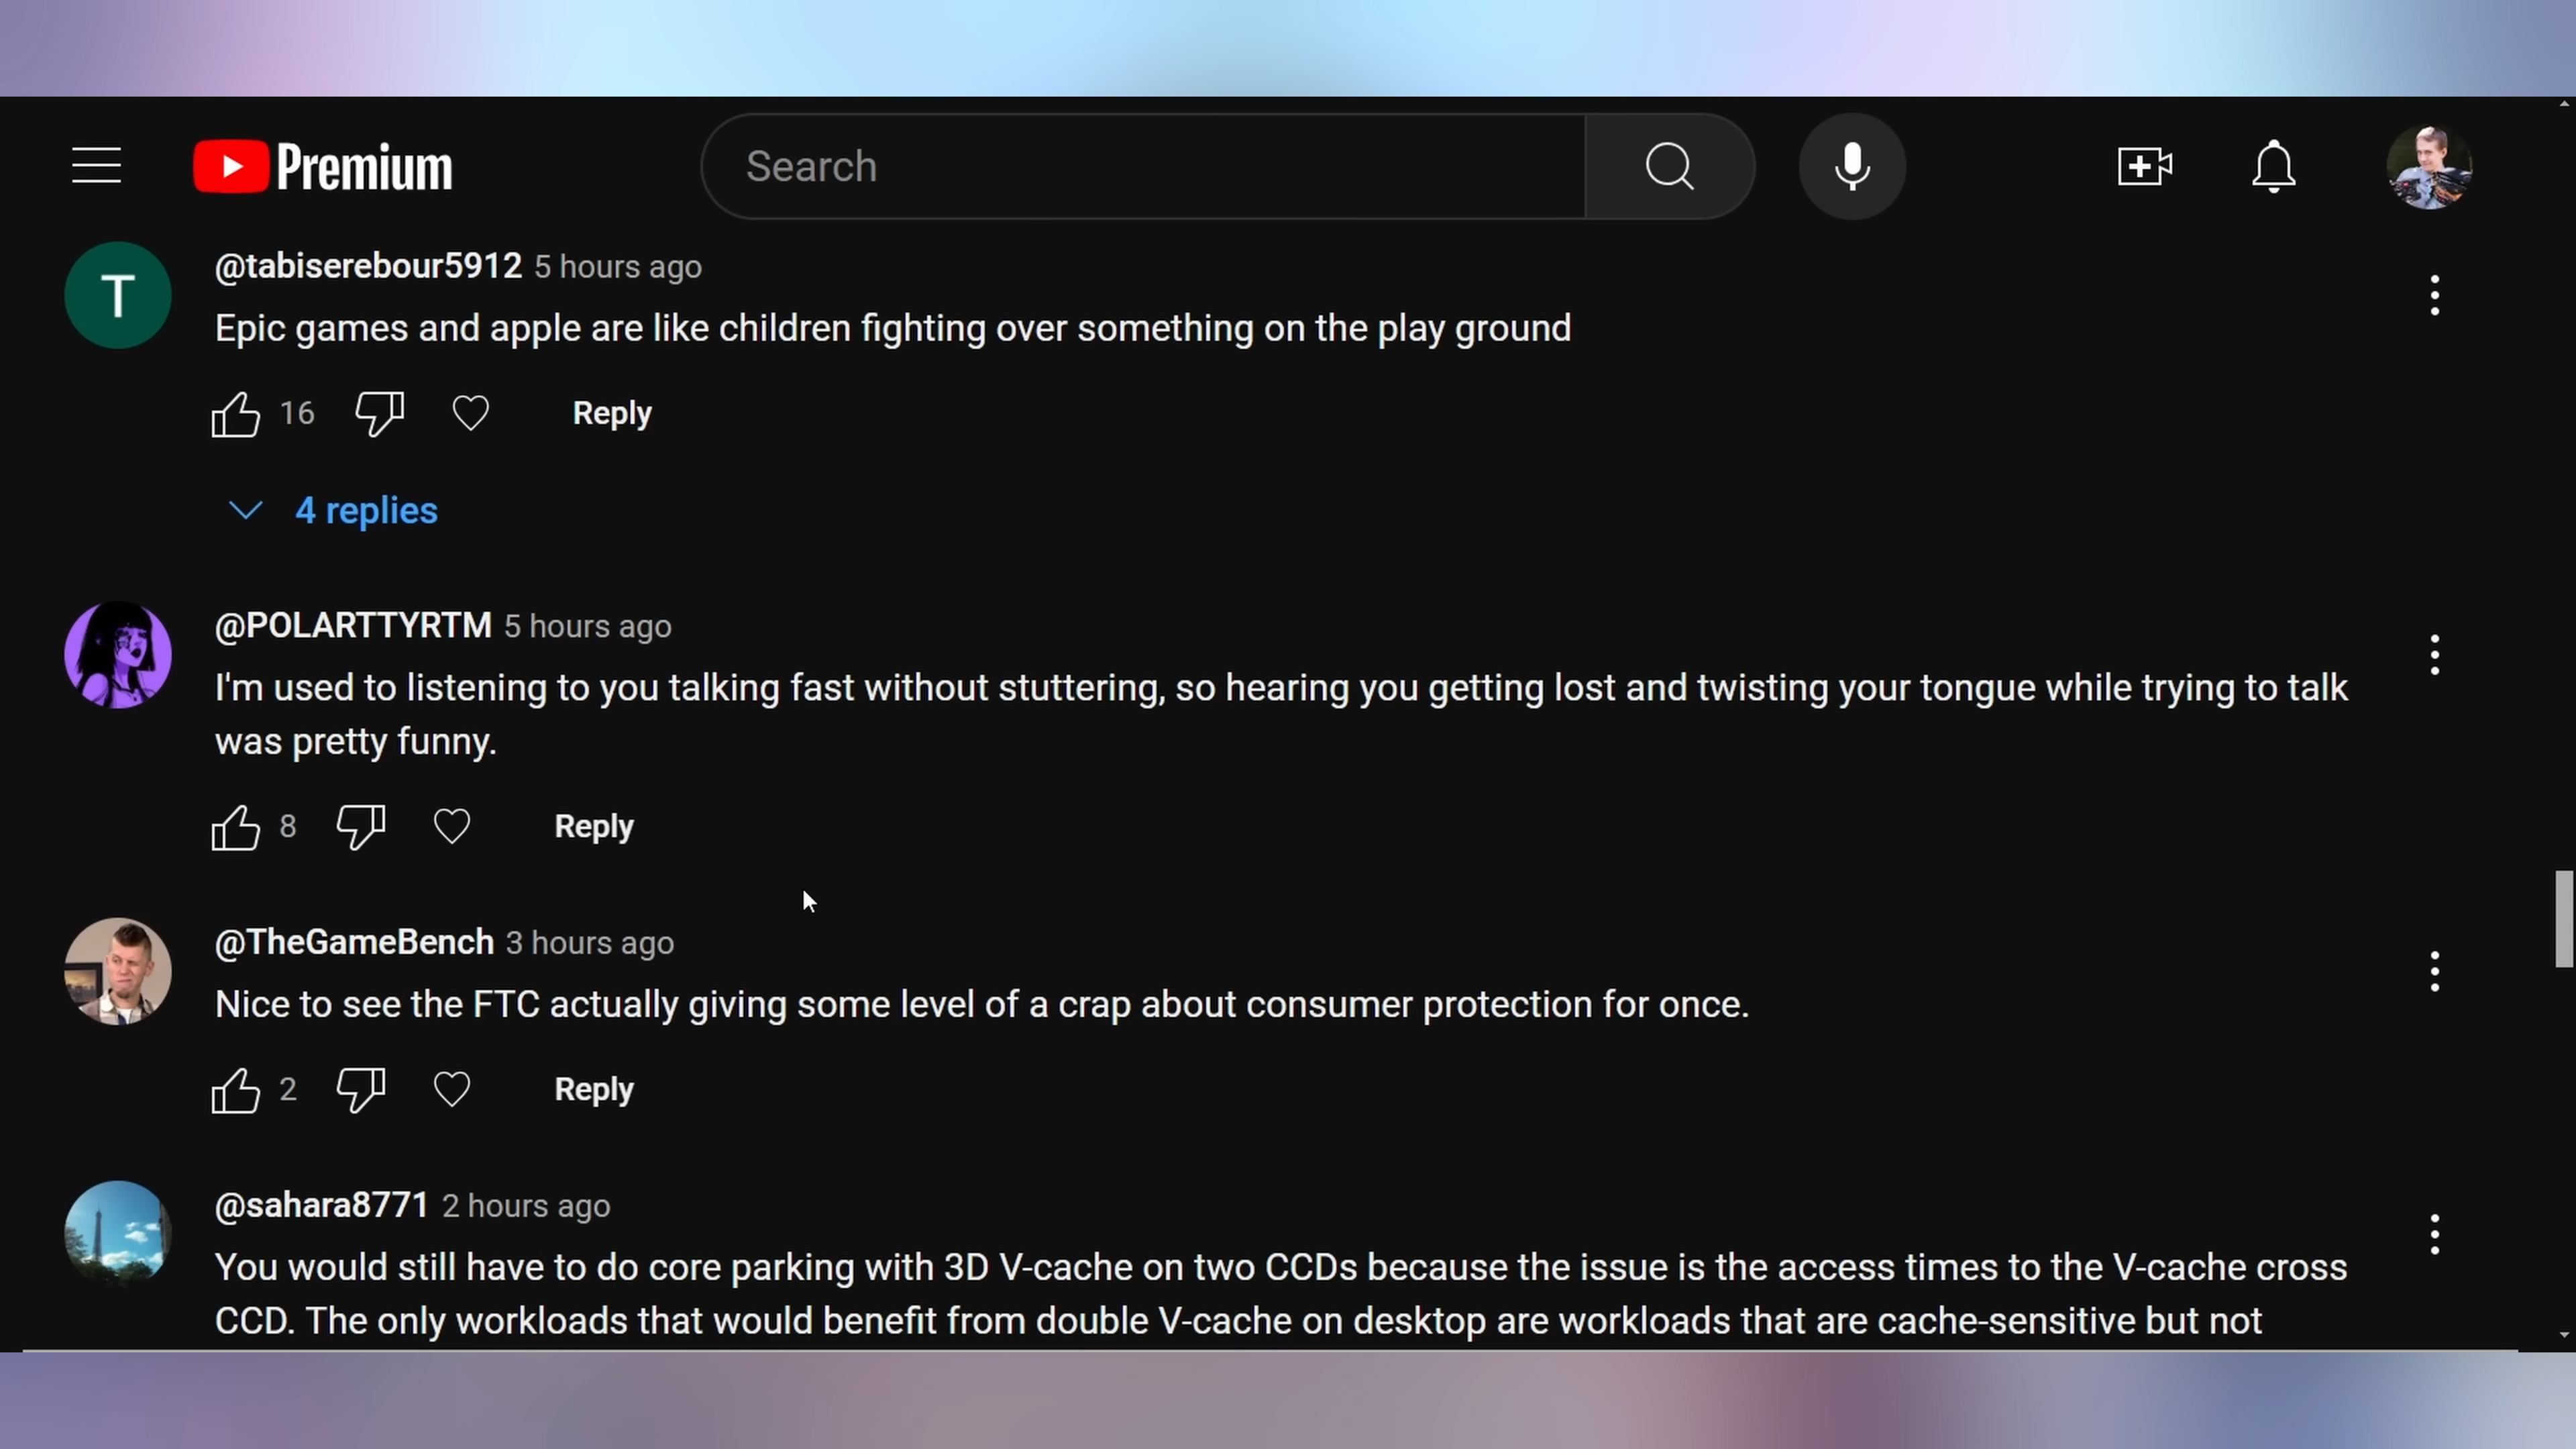 Premium
Search
T
@tabiserebour5912 5 hours ago
Epic games and apple are like children fighting over something on the play ground
16
Reply
4 replies
@POLARTTYRTM 5 hours ago
I'm used to listening to you talking fast without stuttering, so hearing you getting lost and twisting your tongue while trying to talk
was pretty funny.
8
Reply
@TheGameBench 3 hours ago
Nice to see the FTC actually giving some level of a crap about consumer protection for once.
2
Reply
@sahara8771 2 hours ago
You would still have to do core parking with 3D V-cache on two CCDs because the issue is the access times to the V-cache cross
CCD. The only workloads that would benefit from double V-cache on desktop are workloads that are cache-sensitive but not